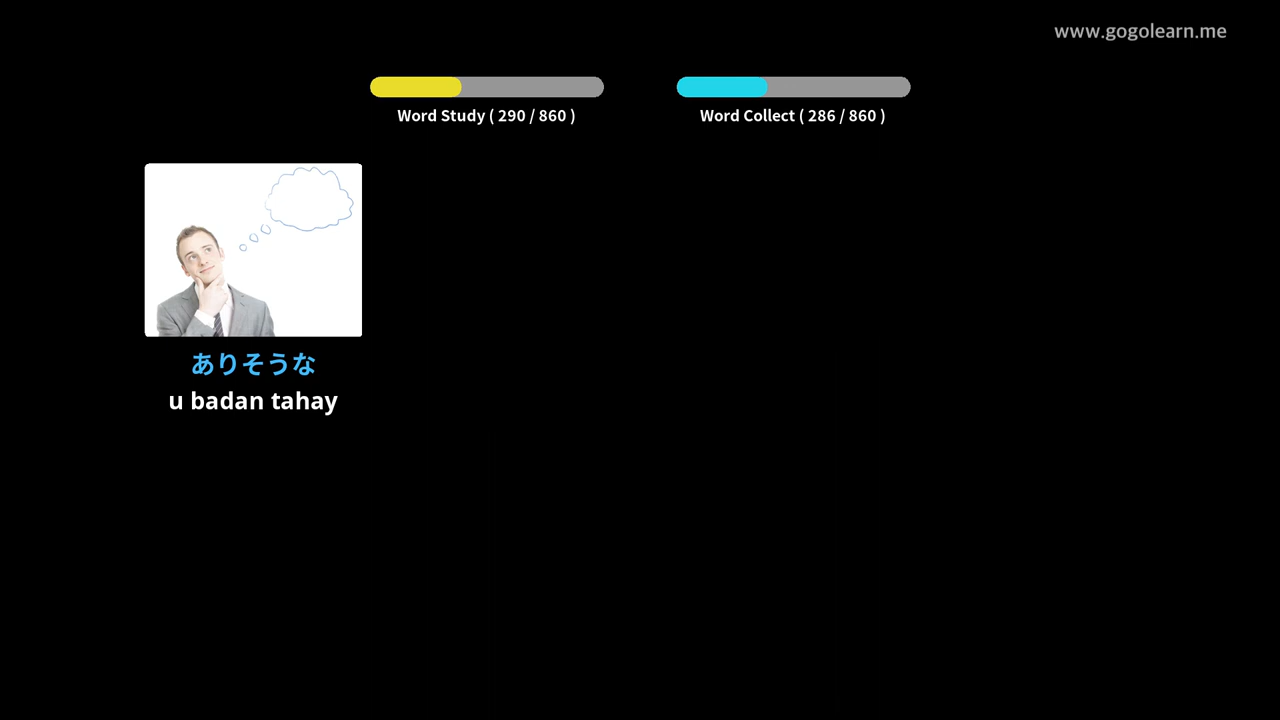 www.gogolearn.me
Word Study ( 290 / 860 )
Word Collect ( 286 / 860 )
ありそうな
u badan tahay